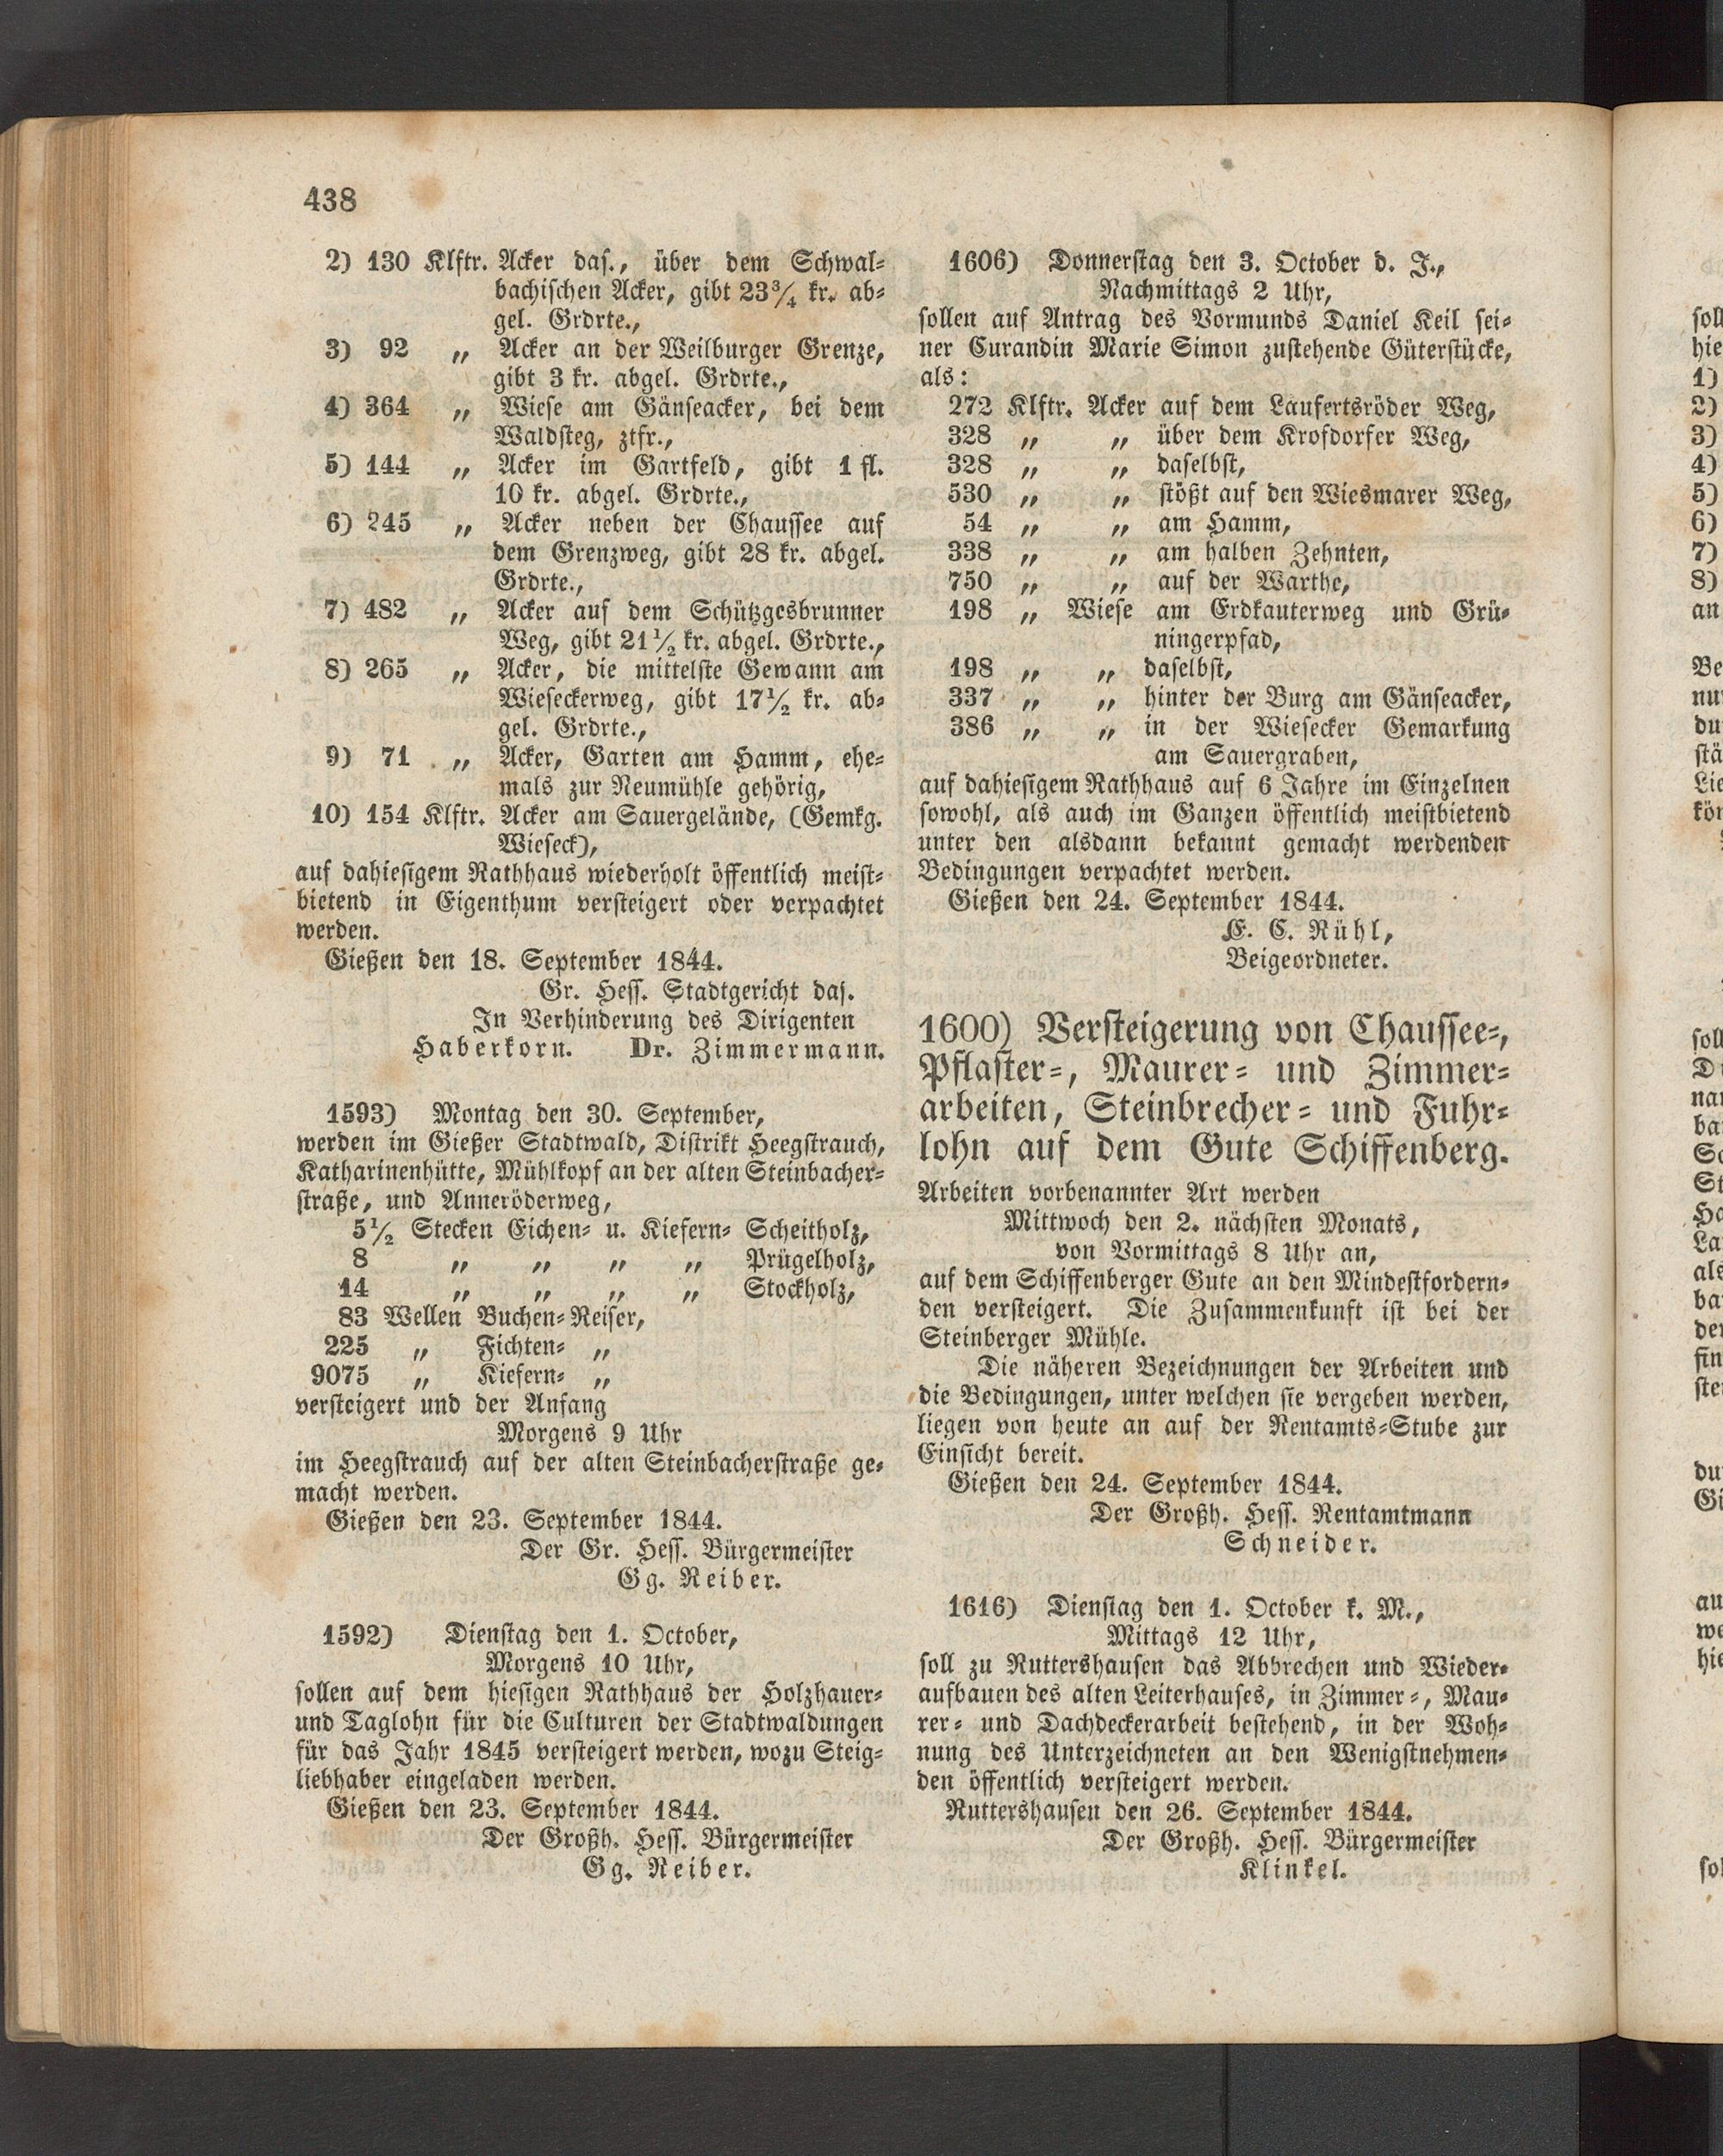 438
2) 130 Klftr. Acker das., über dem Schwal-
bachischen Acker, gibt 23 3/4 kr. ab-
gel. Grdrte.,
3) 92 „ Acker an der Weilburger Grenze,
gibt 3 kr. abgel. Grdrte.,
4) 364 „ Wiese am Gänseacker, bei dem
Waldsteg, ztfr.,
5) 144 „ Acker im Gartfeld, gibt 1 fl.
10 kr. abgel. Grdrte.,
6) 245 „ Acker neben der Chaussee auf
dem Grenzweg, gibt 28 kr. abgel.
Grdrte.,
7) 482 „ Acker auf dem Schützgesbrunner
Weg, gibt 21 1/2 kr. abgel. Grdrte.,
8) 265 „ Acker, die mittelste Gewann am
Wieseckerweg, gibt 17 1/2 kr. ab-
gel. Grdrte.,
9) 71 „ Acker, Garten am Hamm, ehe-
mals zur Neumühle gehörig,
10) 154 Klftr. Acker am Sauergelände, (Gemkg.
Wieseck),
auf dahiesigem Rathhaus wiederholt öffentlich meist-
bietend in Eigenthum versteigert oder verpachtet
werden.
Gießen den 18. September 1844.
Gr. Hess. Stadtgericht das.
In Verhinderung des Dirigenten
Haberkorn. Dr. Zimmermann.
1593) Montag den 30. September,
werden im Gießer Stadtwald, Distrikt Heegstrauch,
Katharinenhütte, Mühlkopf an der alten Steinbacher-
straße, und Anneröderweg,
5 1/2 Stecken Eichen- u. Kiefern- Scheitholz,
8 „ „ „ „ Prügelholz,
14 „ „ „ „ Stockholz,
83 Wellen Buchen-Reiser,
225 „ Fichten- „
9075 „ Kiefern- „
versteigert und der Anfang
Morgens 9 Uhr
im Heegstrauch auf der alten Steinbacherstraße ge-
macht werden.
Gießen den 23. September 1844.
Der Gr. Hess. Bürgermeister
Gg. Reiber.
1592) Dienstag den 1. October,
Morgens 10 Uhr,
sollen auf dem hiesigen Rathhaus der Holzhauer-
und Taglohn für die Culturen der Stadtwaldungen
für das Jahr 1845 versteigert werden, wozu Steig-
liebhaber eingeladen werden.
Gießen den 23. September 1844.
Der Großh. Hess. Bürgermeister
Gg. Reiber.
1606) Donnerstag den 3. October d. J.,
Nachmittags 2 Uhr,
sollen auf Antrag des Vormunds Daniel Keil sei-
ner Curandin Marie Simon zustehende Güterstücke,
als:
272 Klftr. Acker auf dem Laufertsröder Weg,
328 „ „ über dem Krofdorfer Weg,
328 „ „ daselbst,
530 „ „ stößt auf den Wiesmarer Weg,
54 „ „ am Hamm,
338 „ „ am halben Zehnten,
750 „ „ auf der Warthe,
198 „ Wiese am Erdkauterweg und Grü-
ningerpfad,
198 „ „ daselbst,
337 „ „ hinter der Burg am Gänseacker,
386 „ „ in der Wiesecker Gemarkung
am Sauergraben,
auf dahiesigem Rathhaus auf 6 Jahre im Einzelnen
sowohl, als auch im Ganzen öffentlich meistbietend
unter den alsdann bekannt gemacht werdenden
Bedingungen verpachtet werden.
Gießen den 24. September 1844.
E. C. Rühl,
Beigeordneter.
1600) Versteigerung von Chaussee-,
Pflaster-, Maurer- und Zimmer-
arbeiten, Steinbrecher- und Fuhr-
lohn auf dem Gute Schiffenberg.
Arbeiten vorbenannter Art werden
Mittwoch den 2. nächsten Monats,
von Vormittags 8 Uhr an,
auf dem Schiffenberger Gute an den Mindestfordern-
den versteigert. Die Zusammenkunft ist bei der
Steinberger Mühle.
Die näheren Bezeichnungen der Arbeiten und
die Bedingungen, unter welchen sie vergeben werden,
liegen von heute an auf der Rentamts-Stube zur
Einsicht bereit.
Gießen den 24. September 1844.
Der Großh. Hess. Rentamtmann
Schneider.
1616) Dienstag den 1. October k. M.,
Mittags 12 Uhr,
soll zu Ruttershausen das Abbrechen und Wieder-
aufbauen des alten Leiterhauses, in Zimmer-, Mau-
rer- und Dachdeckerarbeit bestehend, in der Woh-
nung des Unterzeichneten an den Wenigstnehmen-
den öffentlich versteigert werden.
Ruttershausen den 26. September 1844.
Der Großh. Hess. Bürgermeister
Klinkel.